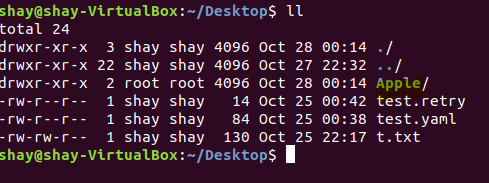 shay@shay-VirtualBox:~/Desktop$ ll
total 24
drwxr-xr-x  3 shay shay 4096 Oct 28 00:14 ./
drwxr-xr-x 22 shay shay 4096 Oct 27 22:32 ../
drwxr-xr-x  2 root root 4096 Oct 28 00:14 Apple/
-rw-r--r--  1 shay shay   14 Oct 25 00:42 test.retry
-rw-r--r--  1 shay shay   84 Oct 25 00:38 test.yaml
-rw-rw-r--  1 shay shay  130 Oct 25 22:17 t.txt
shay@shay-VirtualBox:~/Desktop$